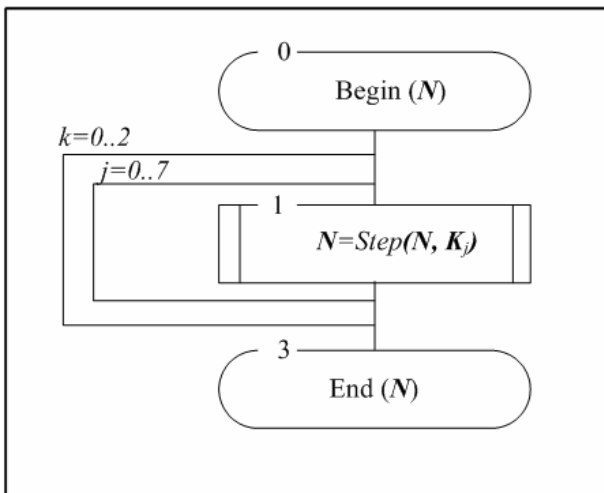 0
Begin (N)
k=0..2
j=0..7
1
N=Step(N, Kj)
3
End (N)